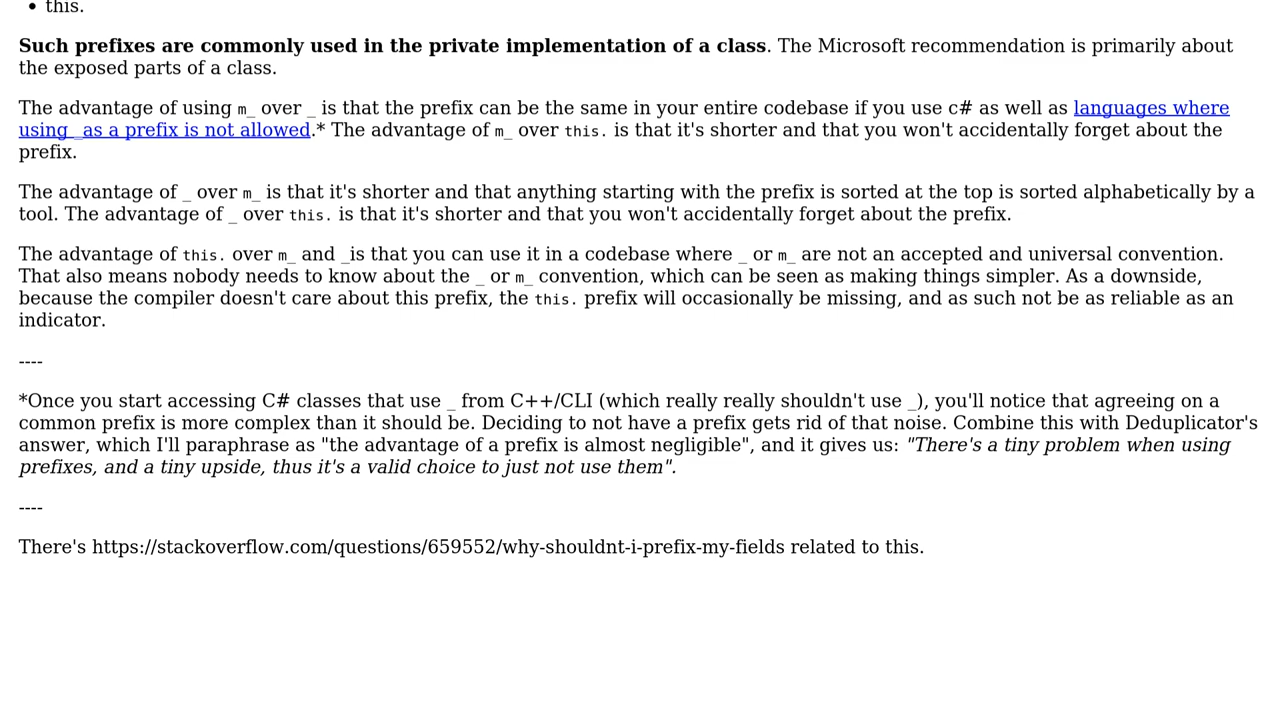 • this.
Such prefixes are commonly used in the private implementation of a class. The Microsoft recommendation is primarily about
the exposed parts of a class.
The advantage of using m_ over _ is that the prefix can be the same in your entire codebase if you use c# as well as languages where
using _as a prefix is not allowed.* The advantage of m_ over this. is that it's shorter and that you won't accidentally forget about the
prefix.
The advantage of _ over m_ is that it's shorter and that anything starting with the prefix is sorted at the top is sorted alphabetically by a
tool. The advantage of _ over this. is that it's shorter and that you won't accidentally forget about the prefix.
The advantage of this. over m_ and _is that you can use it in a codebase where _ or m_ are not an accepted and universal convention.
That also means nobody needs to know about the _ or m_ convention, which can be seen as making things simpler. As a downside,
because the compiler doesn't care about this prefix, the this. prefix will occasionally be missing, and as such not be as reliable as an
indicator.
----
*Once you start accessing C# classes that use _ from C++/CLI (which really really shouldn't use _), you'll notice that agreeing on a
common prefix is more complex than it should be. Deciding to not have a prefix gets rid of that noise. Combine this with Deduplicator's
answer, which I'll paraphrase as "the advantage of a prefix is almost negligible", and it gives us: "There's a tiny problem when using
prefixes, and a tiny upside, thus it's a valid choice to just not use them".
----
There's https://stackoverflow.com/questions/659552/why-shouldnt-i-prefix-my-fields related to this.